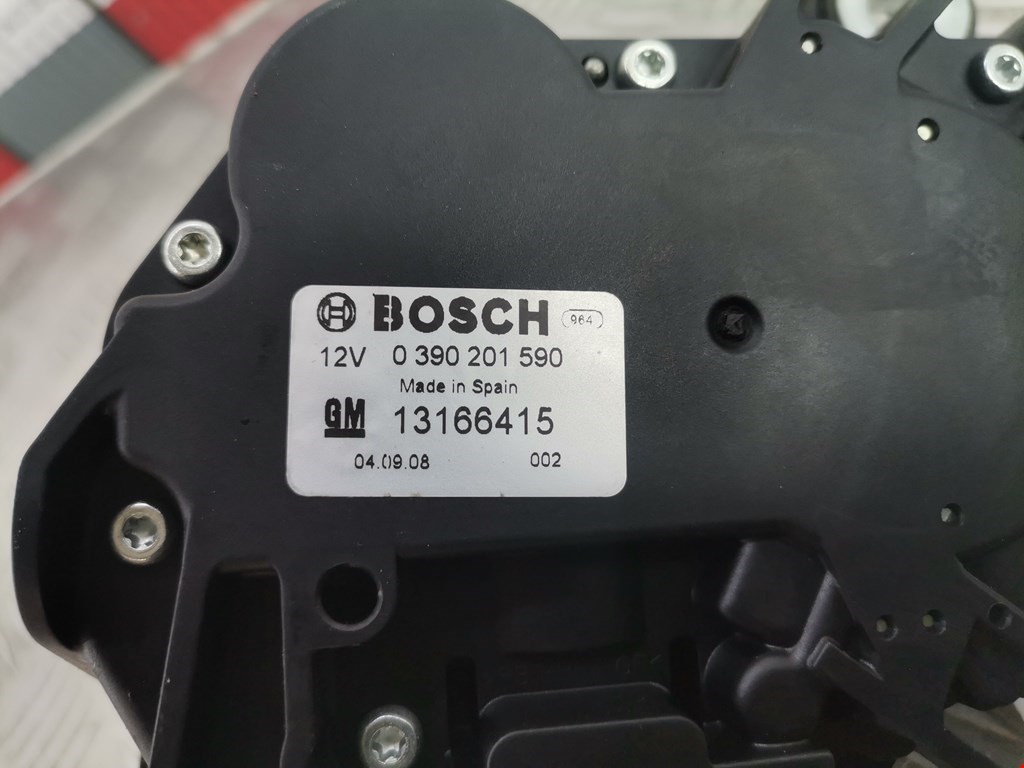 BOSCH 964
12V 0 390 201 590
Made in Spain
GM 13166415
04.09.08 002